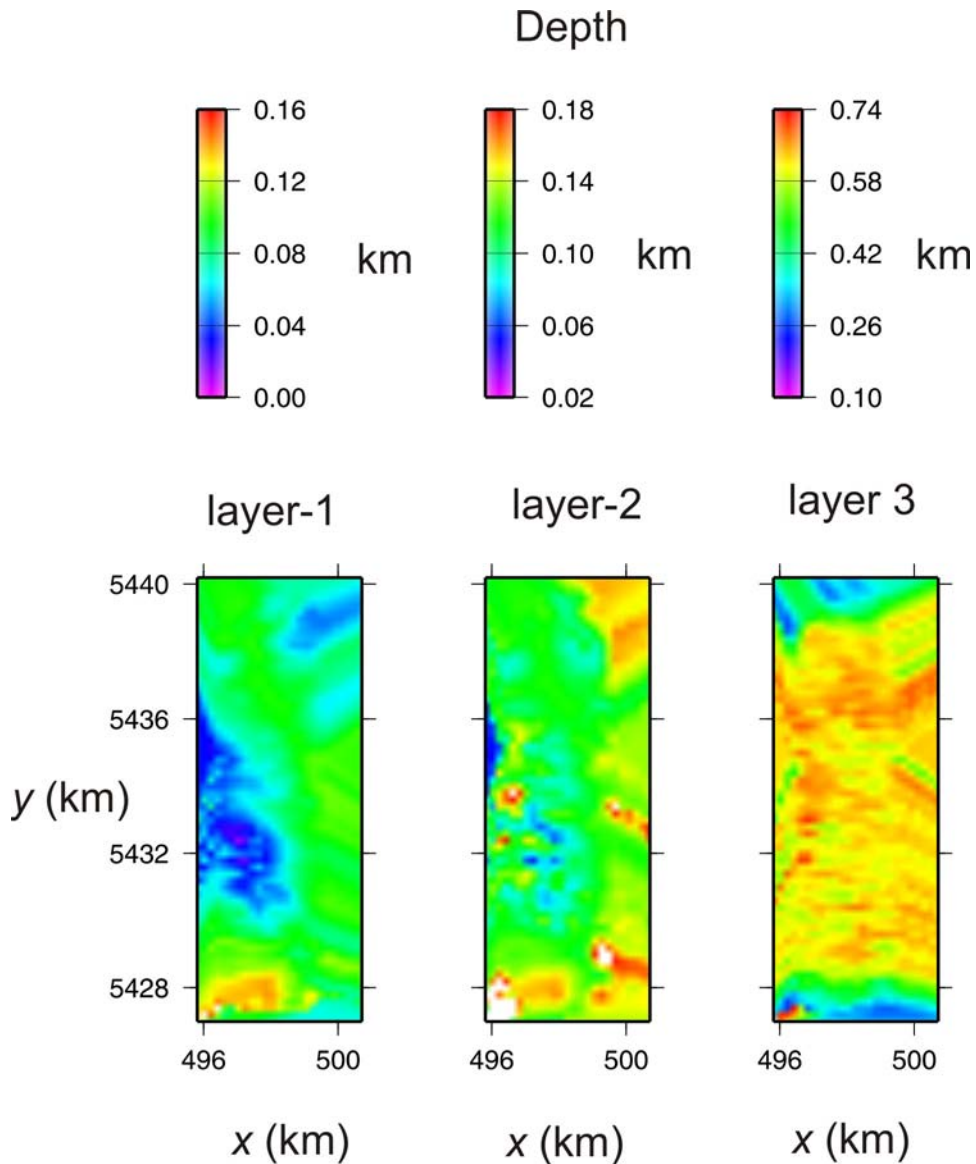 Depth
0.16 0.18 0.74
0.12 0.14 0.58
0.08 km 0.10 km 0.42 km
0.04 0.06 0.26
0.00 0.02 0.10
layer-1 layer-2 layer 3
5440
5436
y (km)
5432
5428
496 500 496 500 496 500
x (km) x (km) x (km)